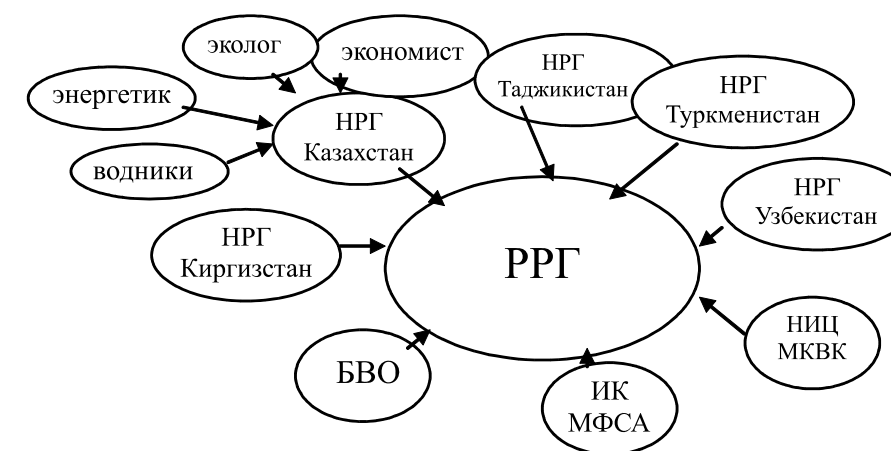 эколог
экономист
энергетик
водники
НРГ
Казахстан
НРГ
Таджикистан
НРГ
Туркменистан
НРГ
Узбекистан
НРГ
Киргизстан
РРГ
НИЦ
МКВК
БВО
ИК
МФСА